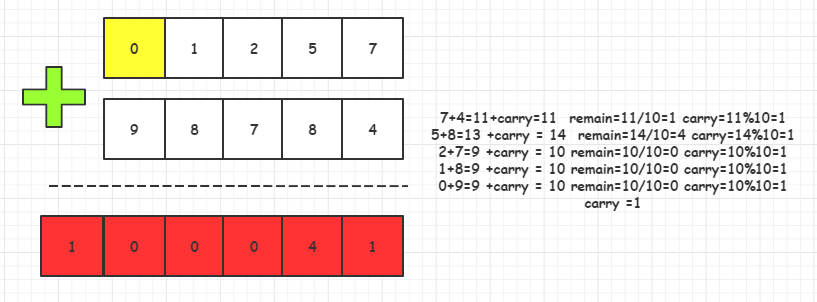 0 1 2 5 7
9 8 7 8 4
7+4=11+carry=11 remain=11/10=1 carry=11%10=1
5+8=13 +carry = 14 remain=14/10=4 carry=14%10=1
2+7=9 +carry = 10 remain=10/10=0 carry=10%10=1
1+8=9 +carry = 10 remain=10/10=0 carry=10%10=1
0+9=9 +carry = 10 remain=10/10=0 carry=10%10=1
carry =1
1 0 0 0 4 1